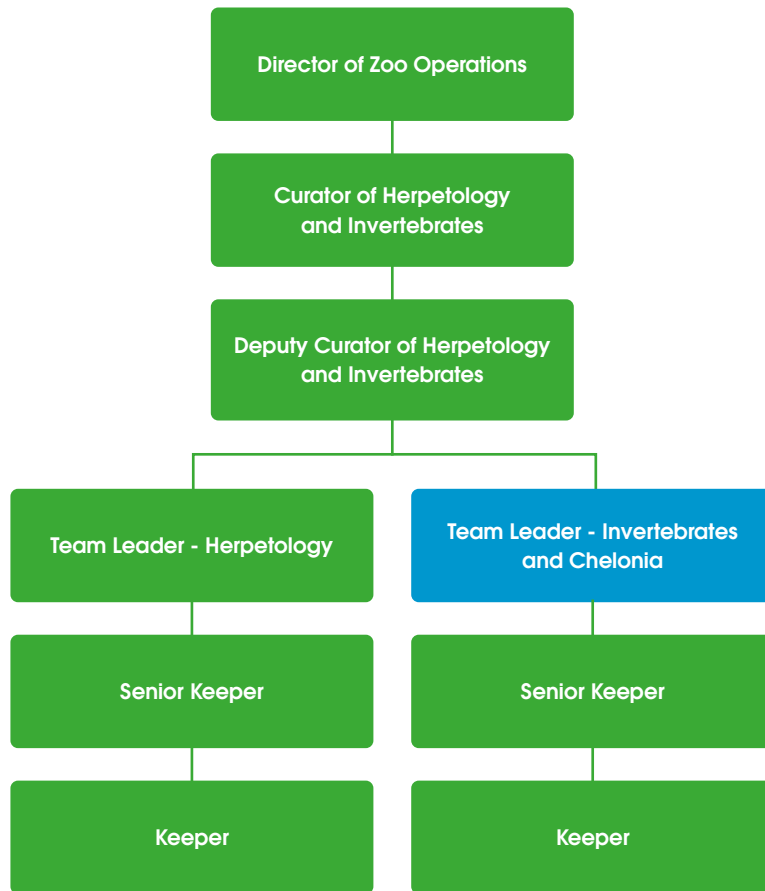 Director of Zoo Operations
Curator of Herpetology
and Invertebrates
Deputy Curator of Herpetology
and Invertebrates
Team Leader - Herpetology
Team Leader - Invertebrates
and Chelonia
Senior Keeper
Senior Keeper
Keeper
Keeper